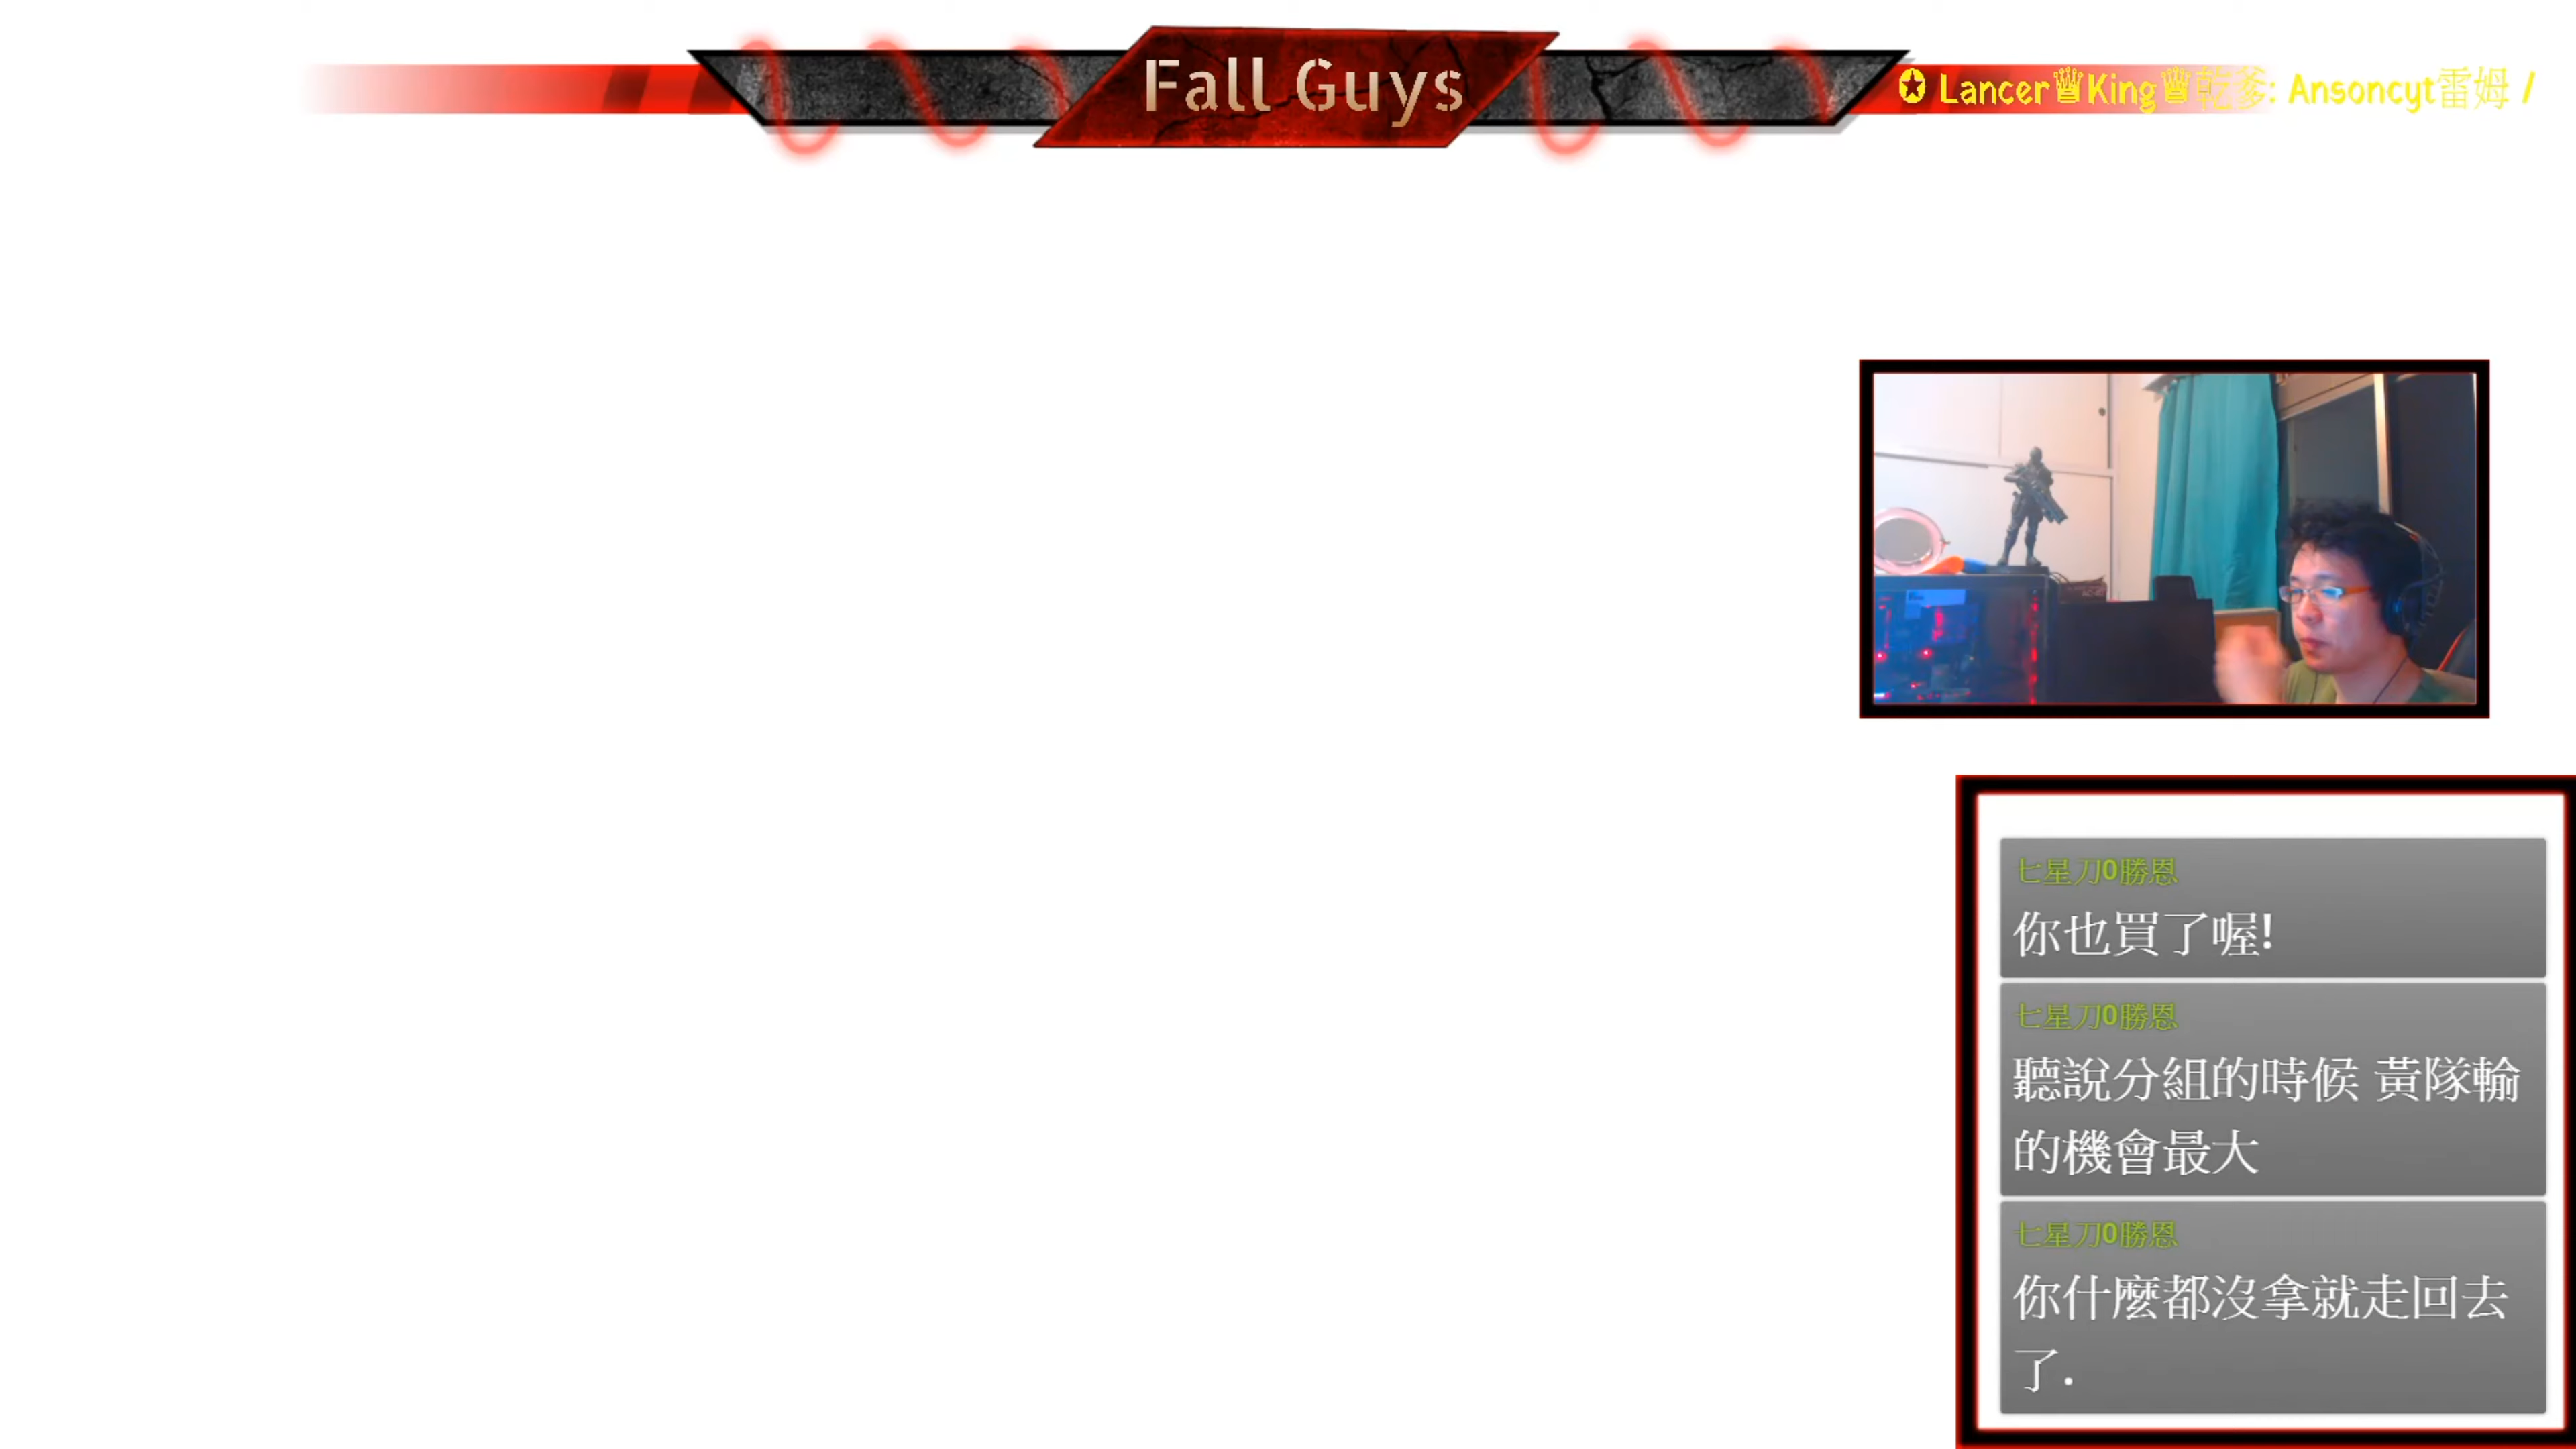 Fall Guys
✪ Lancer♛King♛乾爹: Ansoncyt雷姆 /
七星刀0勝恩
你也買了喔!
七星刀0勝恩
聽說分組的時候 黃隊輸
的機會最大
七星刀0勝恩
你什麼都沒拿就走回去
了.